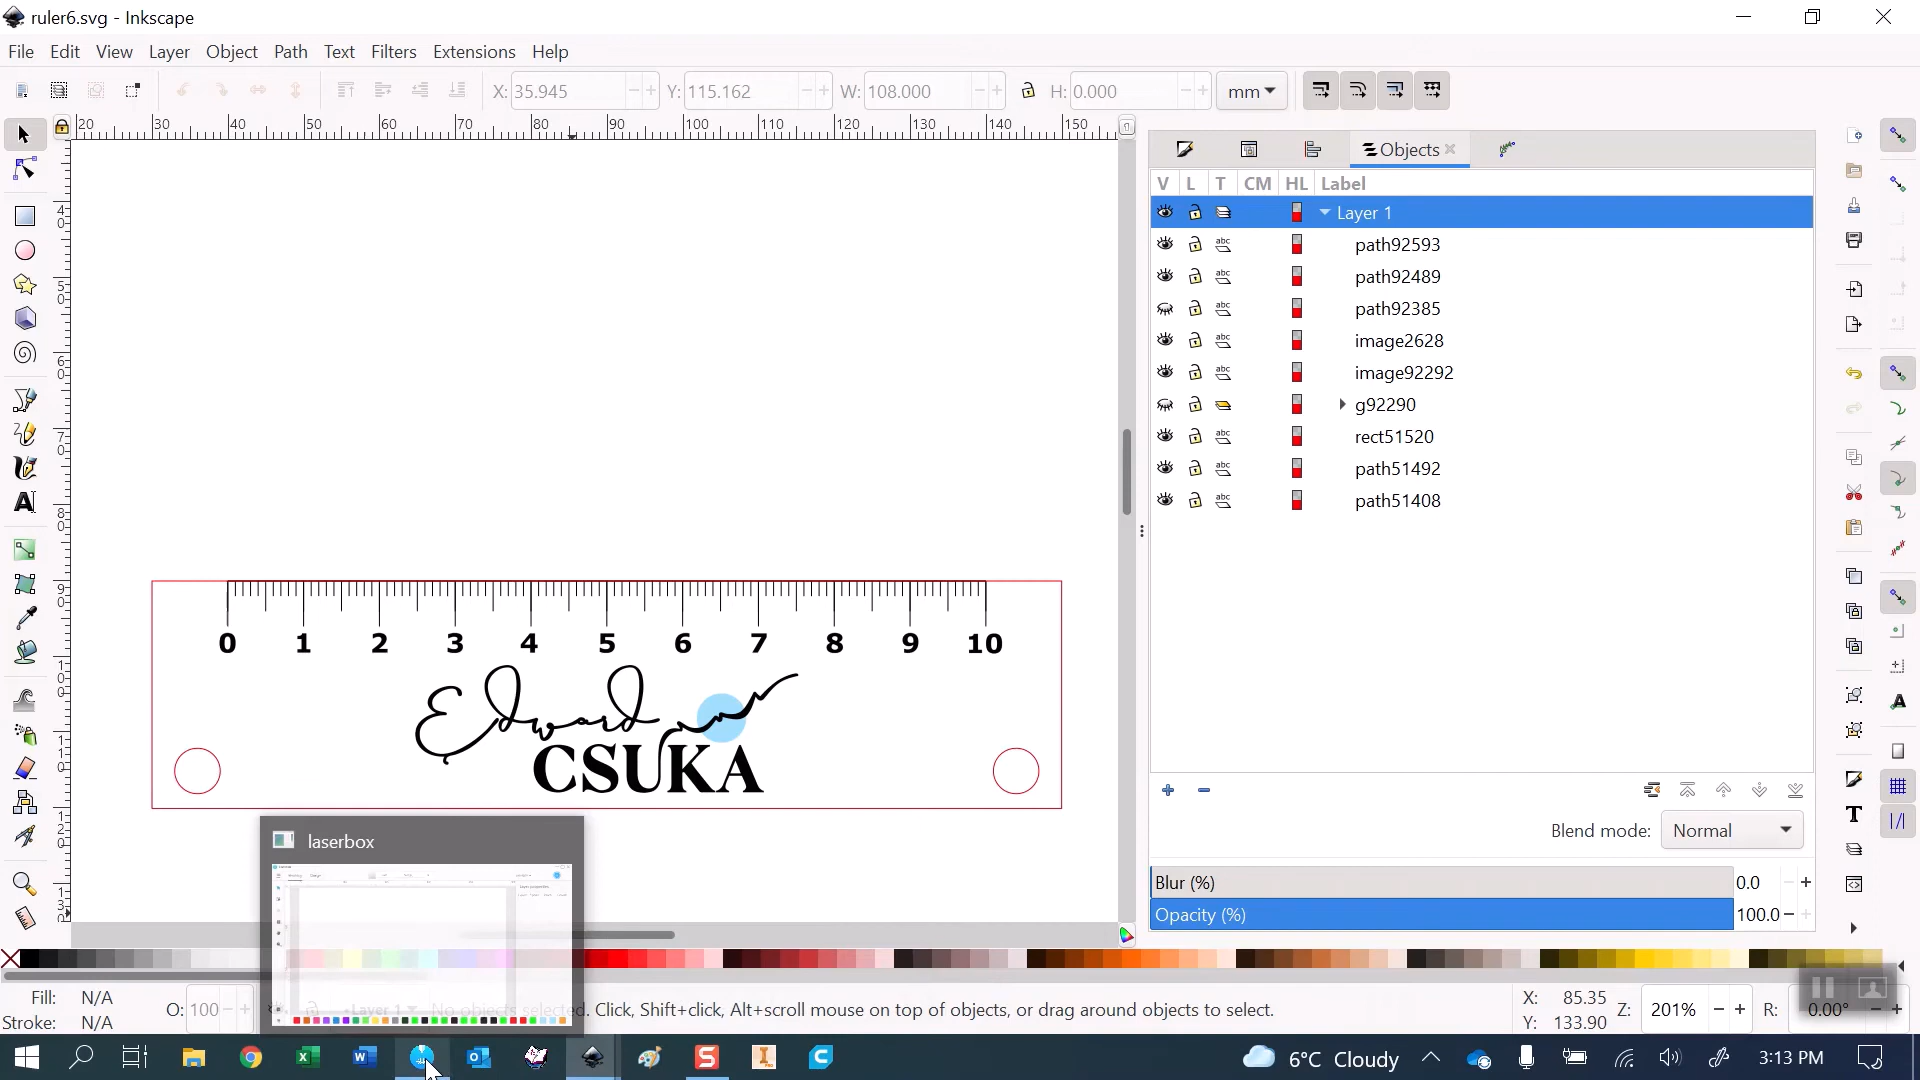 ruler6.svg - Inkscape
File Edit View Layer Object Path Text Filters Extensions Help
X: 35.945 Y: 115.162 W: 108.000 H: 0.000 mm
20 30 40 50 60 70 80 90 100 110 120 130 140 150
Objects
V L T CM HL Label
Layer 1
path92593
path92489
path92385
image2628
image92292
g92290
rect51520
path51492
path51408
0 1 2 3 4 5 6 7 8 9 10
Edward
CSUKA
laserbox
Blend mode: Normal
Blur (%) 0.0
Opacity (%) 100.0
Fill: N/A
Stroke: N/A
O: 100
Layer 1
No objects selected. Click, Shift+click, Alt+scroll mouse on top of objects, or drag around objects to select.
X: 85.35
Y: 133.90
Z: 201%
R: 0.00°
6°C Cloudy
3:13 PM